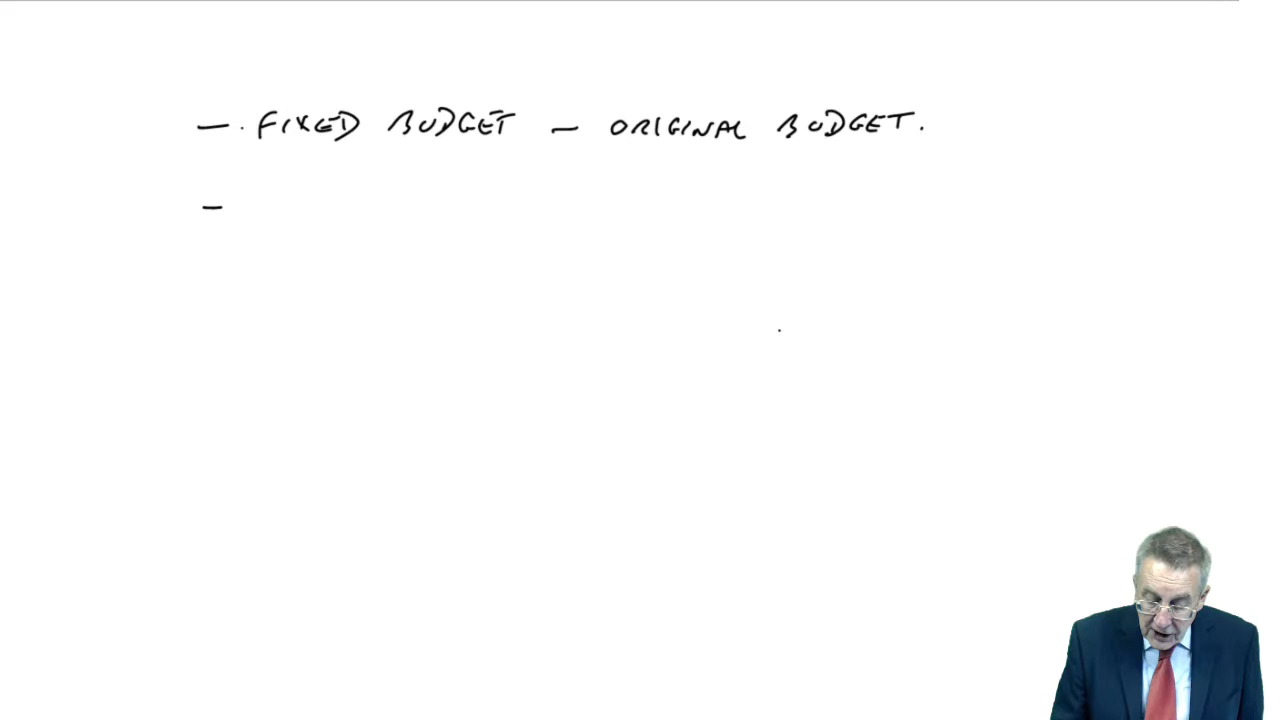 — FIXED BUDGET — ORIGINAL BUDGET.
—